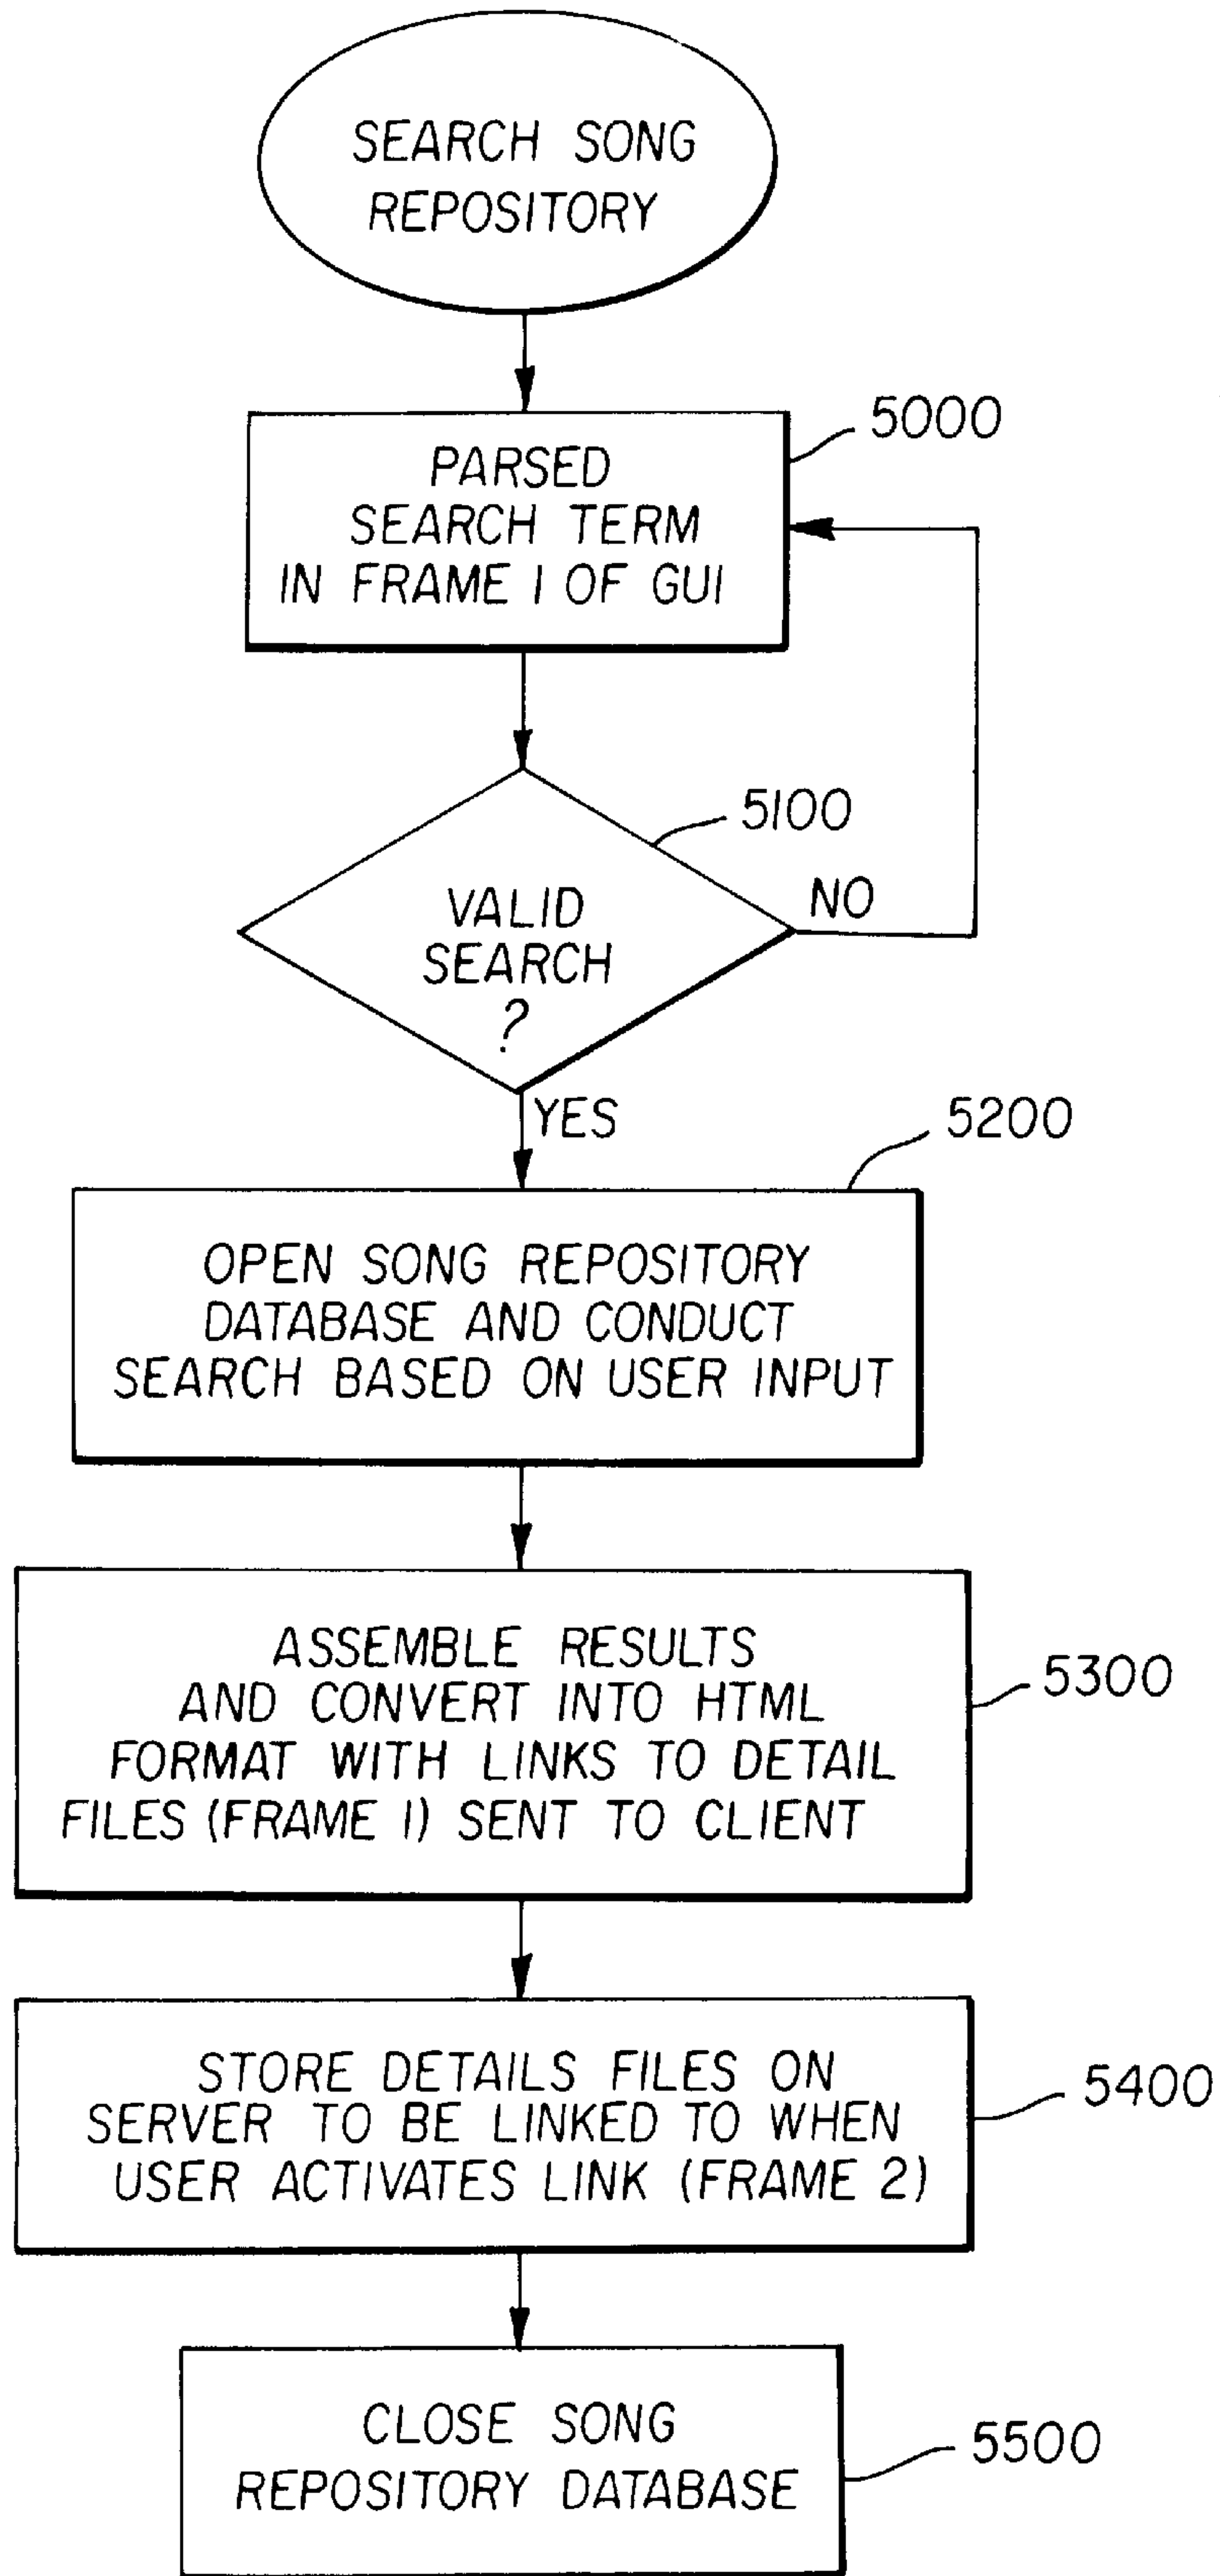 SEARCH SONG
REPOSITORY
5000
PARSED
SEARCH TERM
IN FRAME 1 OF GUI
5100
VALID
SEARCH
?
NO
YES
5200
OPEN SONG REPOSITORY
DATABASE AND CONDUCT
SEARCH BASED ON USER INPUT
ASSEMBLE RESULTS
AND CONVERT INTO HTML
FORMAT WITH LINKS TO DETAIL
FILES (FRAME 1) SENT TO CLIENT
5300
STORE DETAILS FILES ON
SERVER TO BE LINKED TO WHEN
USER ACTIVATES LINK (FRAME 2)
5400
CLOSE SONG
REPOSITORY DATABASE
5500